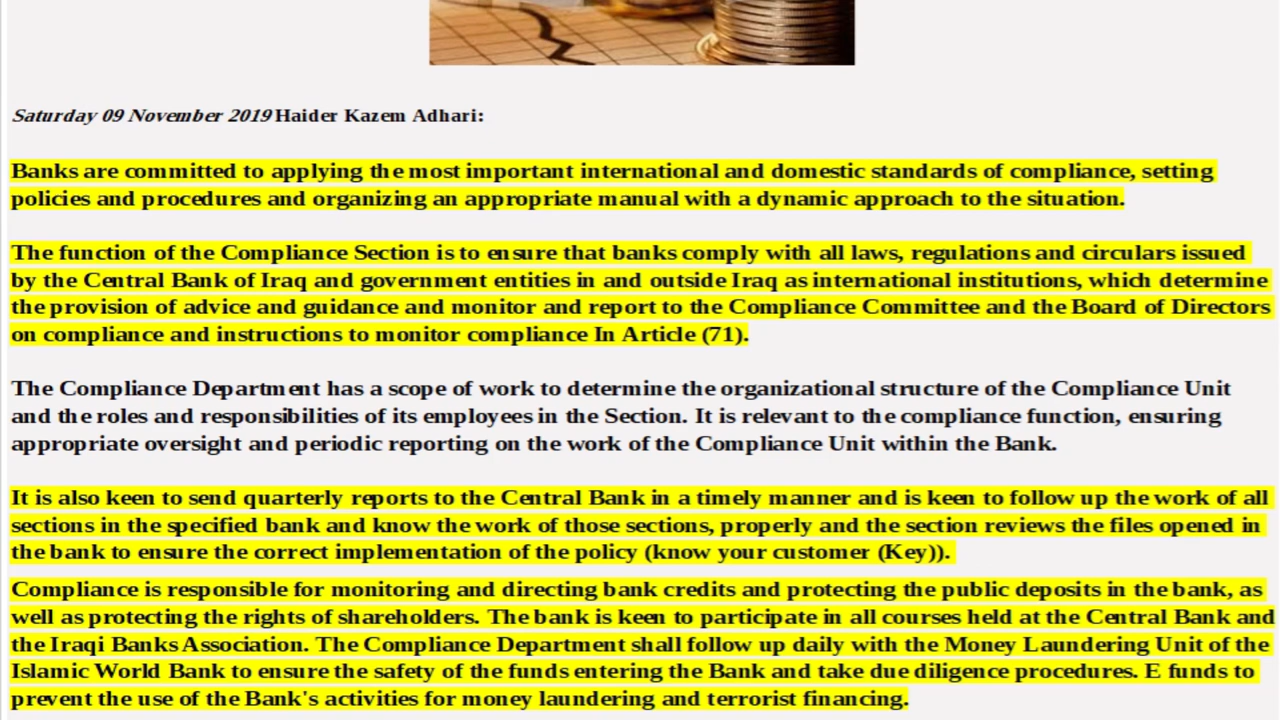 Saturday 09 November 2019 Haider Kazem Adhari:
Banks are committed to applying the most important international and domestic standards of compliance, setting
policies and procedures and organizing an appropriate manual with a dynamic approach to the situation.
The function of the Compliance Section is to ensure that banks comply with all laws, regulations and circulars issued
by the Central Bank of Iraq and government entities in and outside Iraq as international institutions, which determine
the provision of advice and guidance and monitor and report to the Compliance Committee and the Board of Directors
on compliance and instructions to monitor compliance In Article (71).
The Compliance Department has a scope of work to determine the organizational structure of the Compliance Unit
and the roles and responsibilities of its employees in the Section. It is relevant to the compliance function, ensuring
appropriate oversight and periodic reporting on the work of the Compliance Unit within the Bank.
It is also keen to send quarterly reports to the Central Bank in a timely manner and is keen to follow up the work of all
sections in the specified bank and know the work of those sections, properly and the section reviews the files opened in
the bank to ensure the correct implementation of the policy (know your customer (Key)).
Compliance is responsible for monitoring and directing bank credits and protecting the public deposits in the bank, as
well as protecting the rights of shareholders. The bank is keen to participate in all courses held at the Central Bank and
the Iraqi Banks Association. The Compliance Department shall follow up daily with the Money Laundering Unit of the
Islamic World Bank to ensure the safety of the funds entering the Bank and take due diligence procedures. E funds to
prevent the use of the Bank's activities for money laundering and terrorist financing.